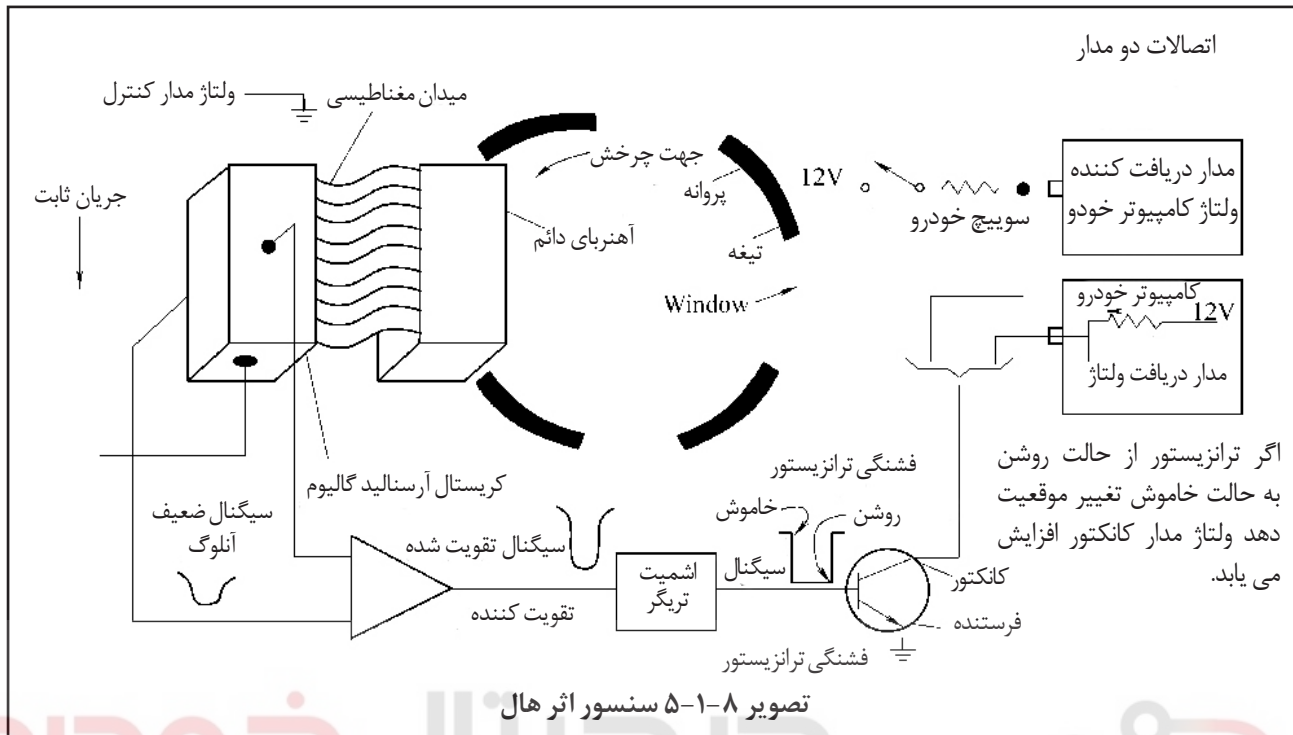 اتصالات دو مدار
ولتاژ مدار کنترل
میدان مغناطیسی
جهت چرخش
پروانه
تیغه
12V
سوییچ خودرو
مدار دریافت کننده
ولتاژ کامپیوتر خودو
جریان ثابت
آهنربای دائم
Window
کامپیوتر خودرو
12V
مدار دریافت ولتاژ
اگر ترانزیستور از حالت روشن
به حالت خاموش تغییر موقعیت
دهد ولتاژ مدار کانکتور افزایش
می یابد.
کریستال آرسنالید گالیوم
سیگنال ضعیف
آنلوگ
سیگنال تقویت شده
تقویت کننده
اشمیت
تریگر
سیگنال
فشنگی ترانزیستور
خاموش
روشن
کانکتور
فرستنده
فشنگی ترانزیستور
تصویر ۸-۱-۵ سنسور اثر هال